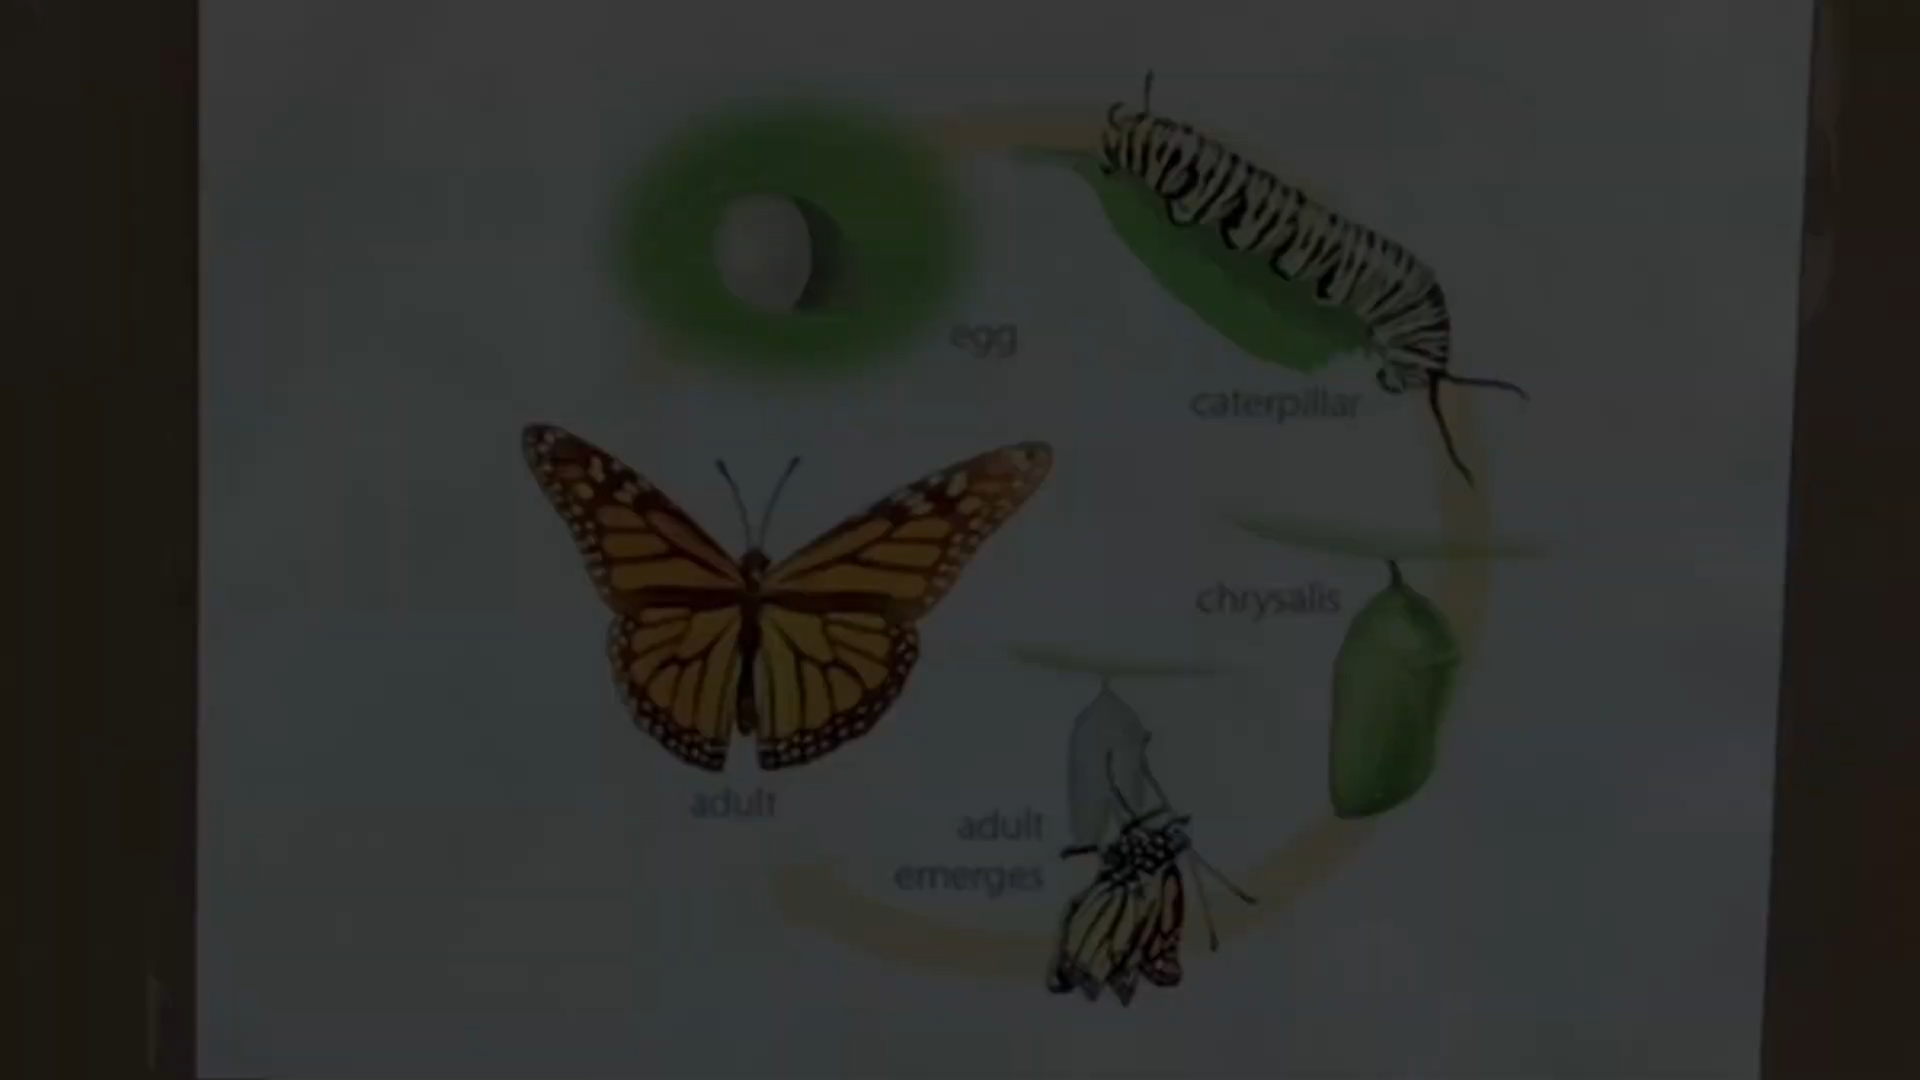 egg
caterpillar
chrysalis
adult
adult
emerges